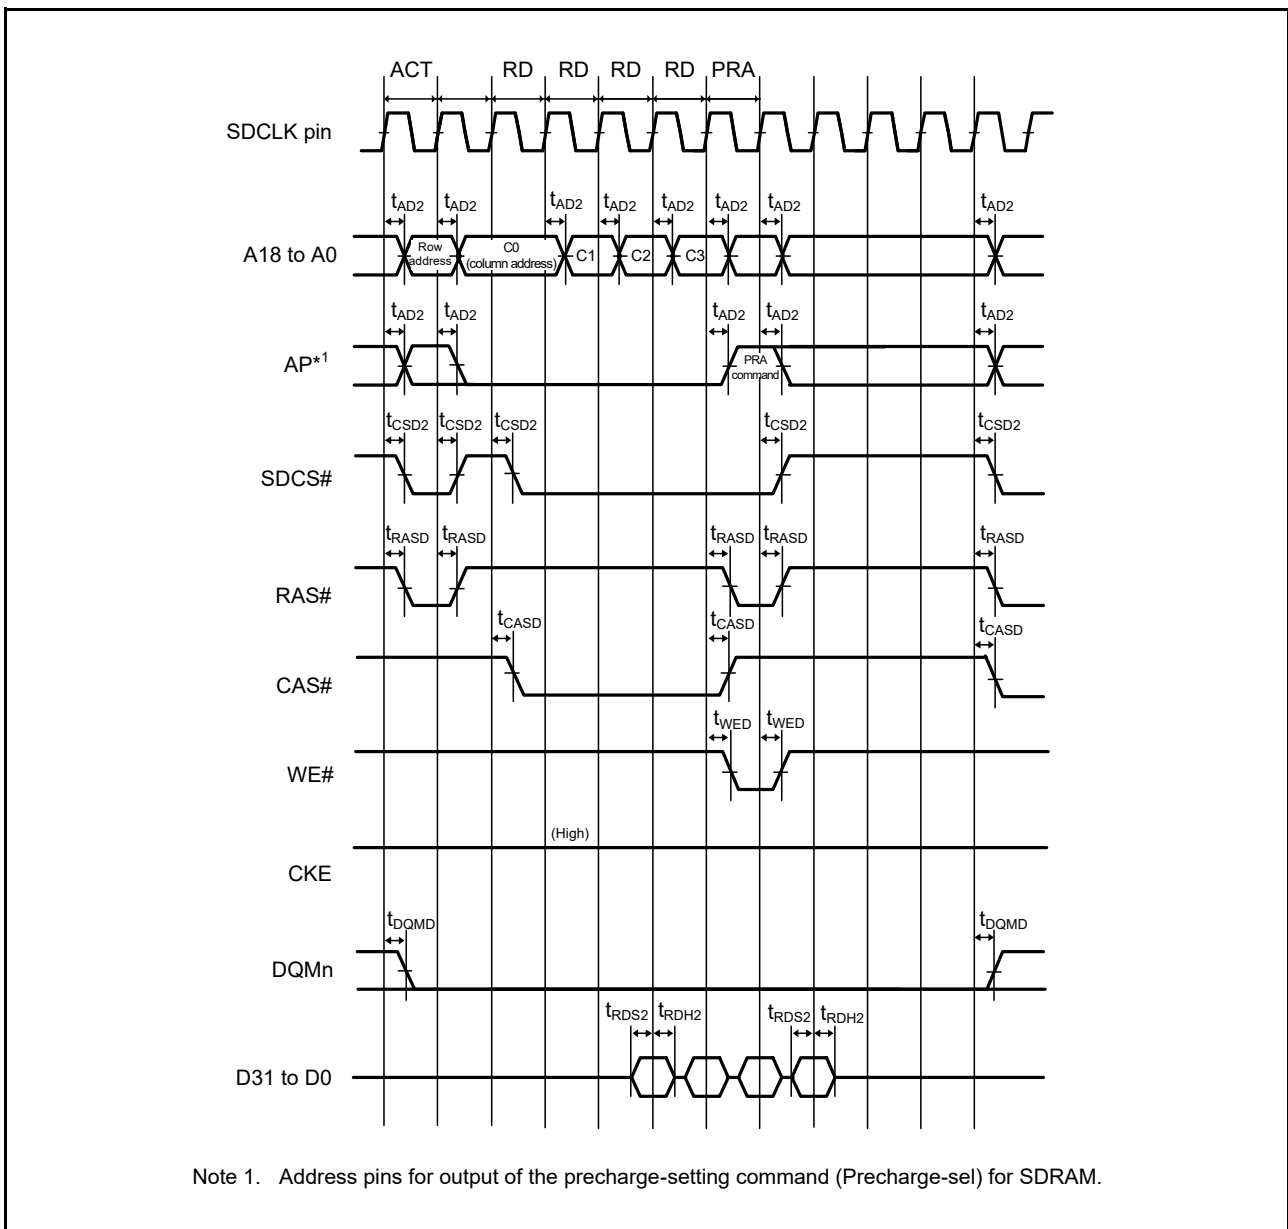 ACT RD RD RD RD PRA
SDCLK pin
tAD2 tAD2 tAD2 tAD2 tAD2 tAD2 tAD2 tAD2
A18 to A0
Row address
C0 (column address)
C1 C2 C3
tAD2 tAD2 tAD2 tAD2 tAD2
AP*1
PRA command
tCSD2 tCSD2 tCSD2 tCSD2 tCSD2
SDCS#
tRASD tRASD tRASD tRASD tRASD
RAS#
tCASD tCASD tCASD
CAS#
tWED tWED
WE#
(High)
CKE
tDQMD tDQMD
DQMn
tRDS2 tRDH2 tRDS2 tRDH2
D31 to D0
Note 1. Address pins for output of the precharge-setting command (Precharge-sel) for SDRAM.